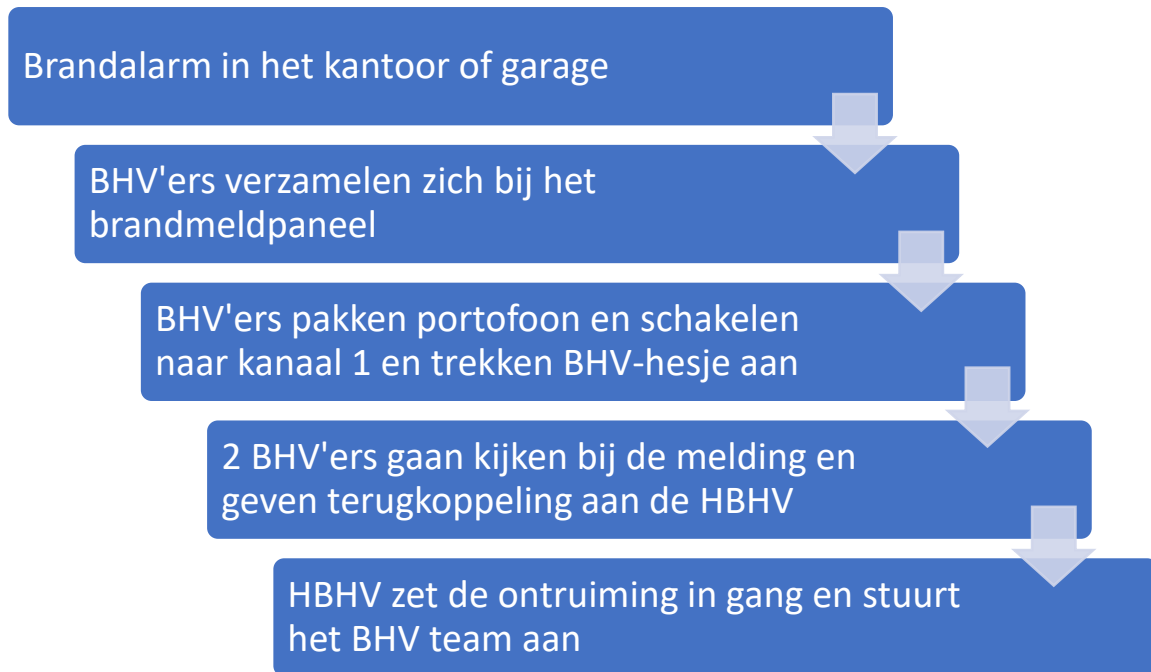 Brandalarm in het kantoor of garage
BHV'ers verzamelen zich bij het
brandmeldpaneel
BHV'ers pakken portofoon en schakelen
naar kanaal 1 en trekken BHV-hesje aan
2 BHV'ers gaan kijken bij de melding en
geven terugkoppeling aan de HBHV
HBHV zet de ontruiming in gang en stuurt
het BHV team aan